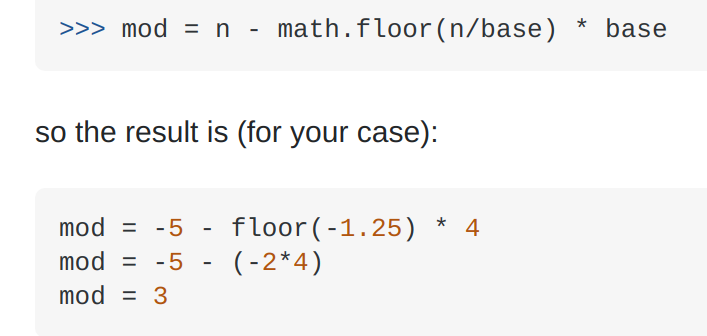 >>> mod = n - math.floor(n/base) * base
so the result is (for your case):
mod = -5 - floor(-1.25) * 4
mod = -5 - (-2*4)
mod = 3